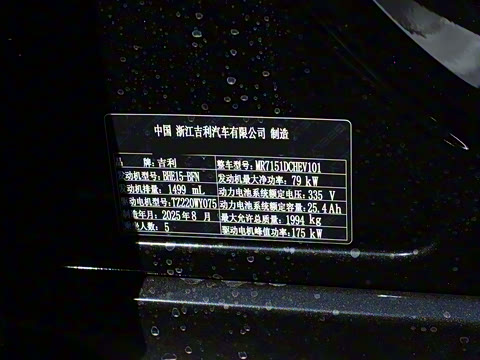 中国 浙江吉利汽车有限公司 制造
牌:吉利 整车型号:MR7151DCHEV101
发动机型号:BHE15-BFN 发动机最大净功率:79 kW
发动机排量:1499 mL 动力电池系统额定电压:335 V
驱动电机型号:TZ220WY075 动力电池系统额定容量:25.4Ah
制造年月:2025年8月 最大允许总质量:1994 kg
人数:5 驱动电机峰值功率:175 kW